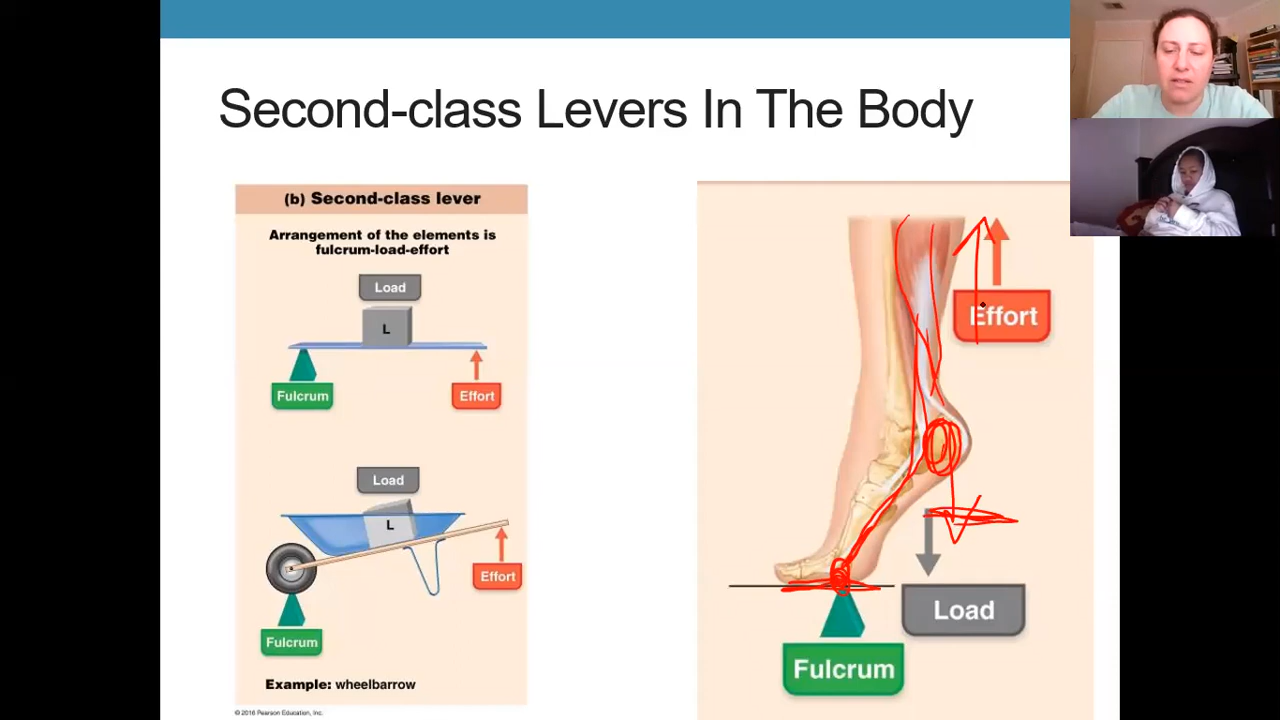 Second-class Levers In The Body
(b) Second-class lever
Arrangement of the elements is
fulcrum-load-effort
Load
L
Fulcrum
Effort
Load
L
Effort
Fulcrum
Example: wheelbarrow
© 2016 Pearson Education, Inc.
Effort
Load
Fulcrum